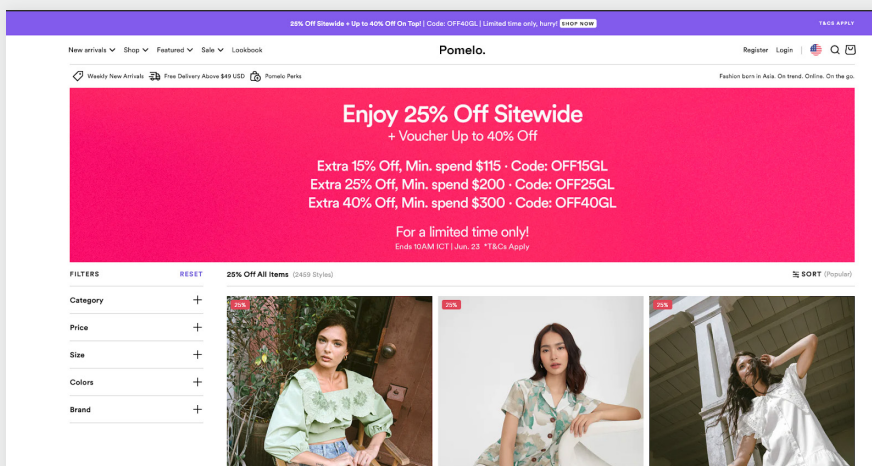 25% Off Sitewide + Up to 40% Off On Top! | Code: OFF40GL | Limited time only, hurry! SHOP NOW
T&CS APPLY
New arrivals Shop Featured Sale Lookbook
Pomelo.
Register Login |
Weekly New Arrivals Free Delivery Above $49 USD Pomelo Perks
Fashion born in Asia. On trend. Online. On the go.
Enjoy 25% Off Sitewide
+ Voucher Up to 40% Off
Extra 15% Off, Min. spend $115 · Code: OFF15GL
Extra 25% Off, Min. spend $200 · Code: OFF25GL
Extra 40% Off, Min. spend $300 · Code: OFF40GL
For a limited time only!
Ends 10AM ICT | Jun. 23 *T&Cs Apply
FILTERS RESET
25% Off All Items (2459 Styles)
SORT (Popular)
Category
Price
Size
Colors
Brand
25%
25%
25%